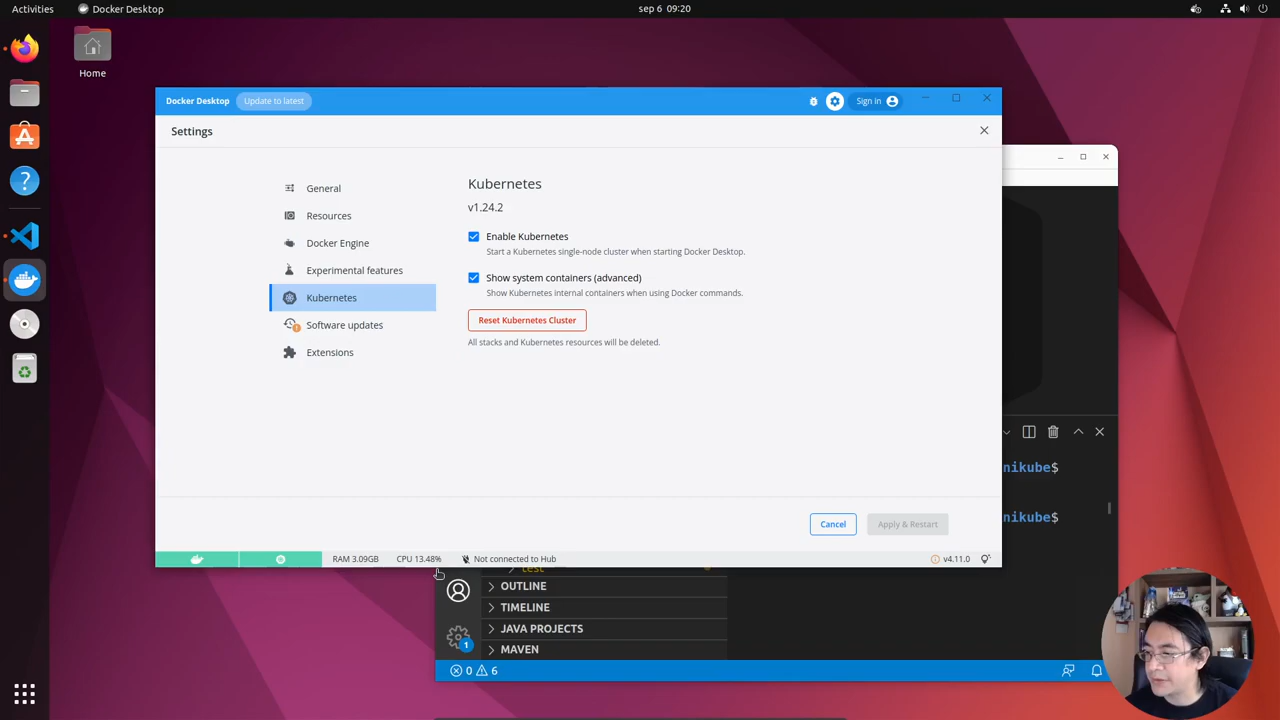 Activities
Docker Desktop
sep 6 09:20
Home
Docker Desktop
Update to latest
Sign in
Settings
General
Resources
Docker Engine
Experimental features
Kubernetes
Software updates
Extensions
Kubernetes
v1.24.2
Enable Kubernetes
Start a Kubernetes single-node cluster when starting Docker Desktop.
Show system containers (advanced)
Show Kubernetes internal containers when using Docker commands.
Reset Kubernetes Cluster
All stacks and Kubernetes resources will be deleted.
Cancel
Apply & Restart
RAM 3.09GB
CPU 13.48%
Not connected to Hub
v4.11.0
nikube$
nikube$
test
OUTLINE
TIMELINE
JAVA PROJECTS
MAVEN
1
0
6